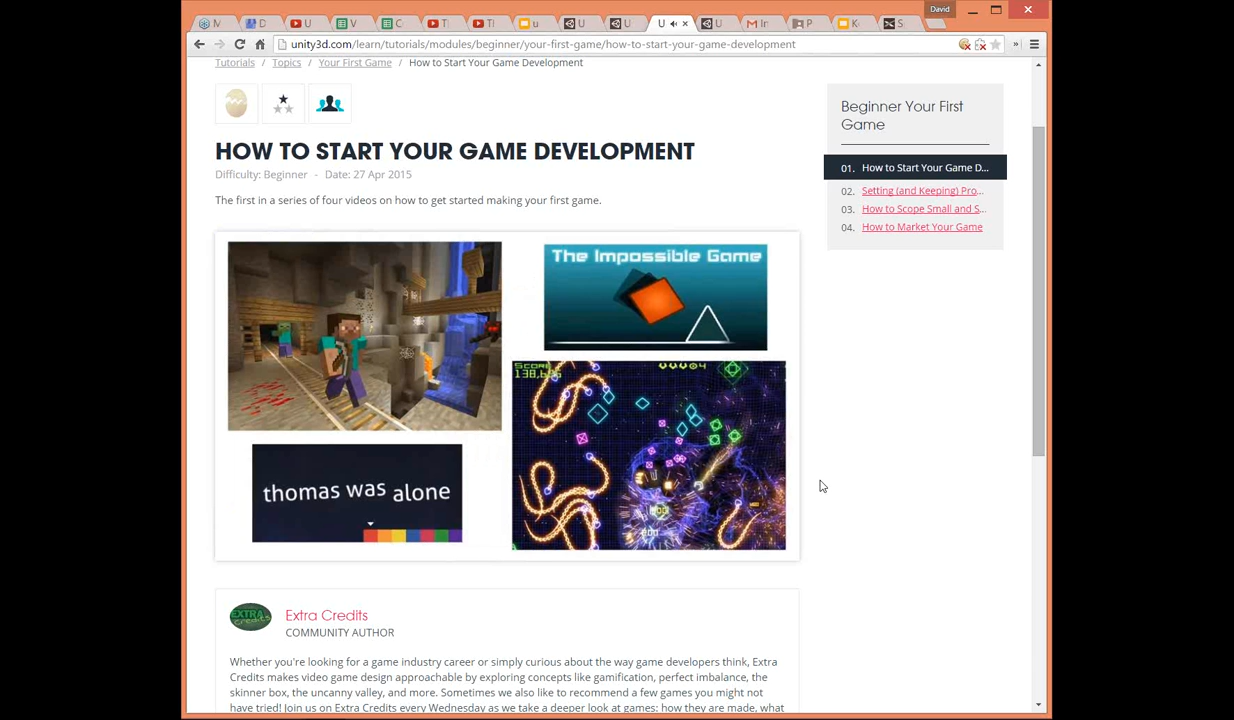 David
M
D
U
V
C
T
T
u
U
U
U
U
In
P
K
S
unity3d.com/learn/tutorials/modules/beginner/your-first-game/how-to-start-your-game-development
Tutorials / Topics / Your First Game / How to Start Your Game Development
HOW TO START YOUR GAME DEVELOPMENT
Difficulty: Beginner - Date: 27 Apr 2015
The first in a series of four videos on how to get started making your first game.
The Impossible Game
SCORE
thomas was alone
Beginner Your First
Game
01. How to Start Your Game D...
02. Setting (and Keeping) Pro...
03. How to Scope Small and S...
04. How to Market Your Game
EXTRA
Credits
Extra Credits
COMMUNITY AUTHOR
Whether you're looking for a game industry career or simply curious about the way game developers think, Extra
Credits makes video game design approachable by exploring concepts like gamification, perfect imbalance, the
skinner box, the uncanny valley, and more. Sometimes we also like to recommend a few games you might not
have tried! Join us on Extra Credits every Wednesday as we take a deeper look at games: how they are made, what